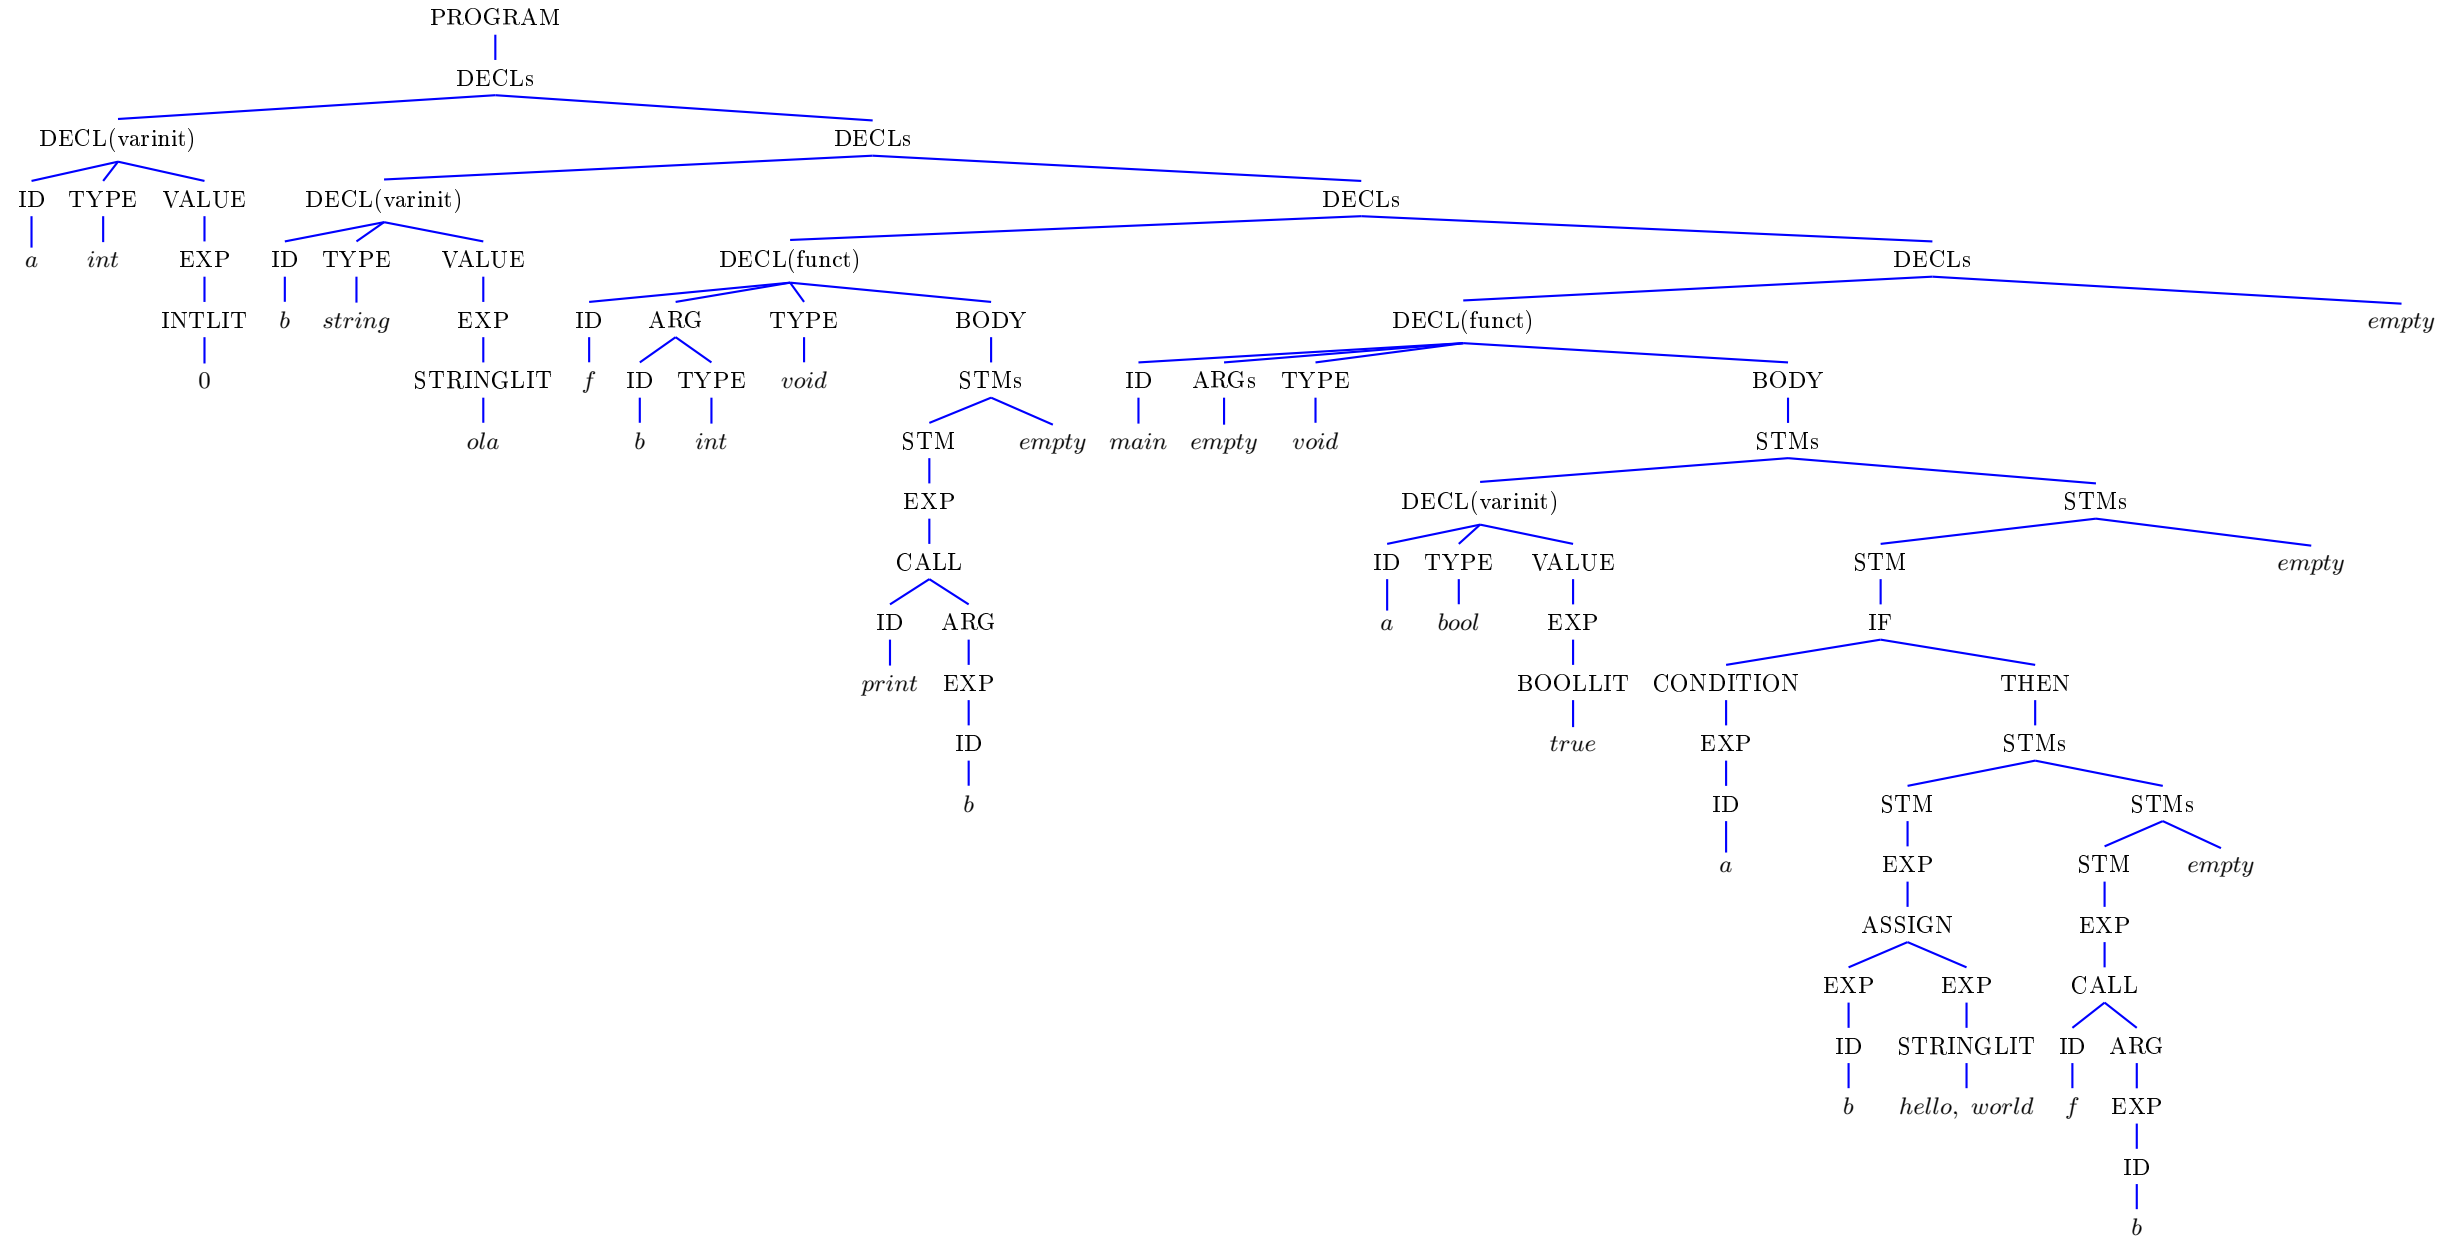 PROGRAM
DECLs
DECL(varinit) DECLs
ID TYPE VALUE DECL(varinit) DECLs
a int EXP ID TYPE VALUE DECL(funct) DECLs
INTLIT b string EXP ID ARG TYPE BODY DECL(funct) empty
0 STRINGLIT f ID TYPE void STMs ID ARGs TYPE BODY
ola b int STM empty main empty void STMs
EXP DECL(varinit) STMs
CALL ID TYPE VALUE STM empty
ID ARG a bool EXP IF
print EXP BOOLLIT CONDITION THEN
ID true EXP STMs
b ID STM STMs
a EXP STM empty
ASSIGN EXP
EXP EXP CALL
ID STRINGLIT ID ARG
b hello, world f EXP
ID
b